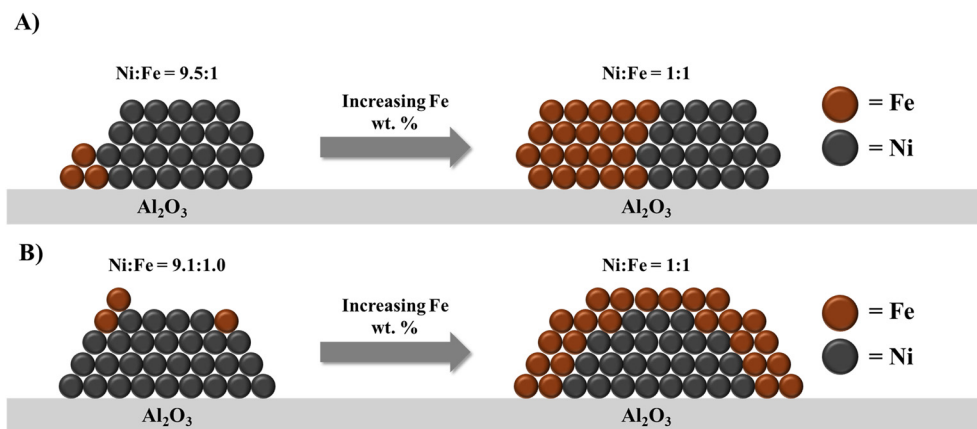 A)
Ni:Fe = 9.5:1
Increasing Fe
wt. %
Ni:Fe = 1:1
= Fe
= Ni
Al₂O₃
Al₂O₃
B)
Ni:Fe = 9.1:1.0
Increasing Fe
wt. %
Ni:Fe = 1:1
= Fe
= Ni
Al₂O₃
Al₂O₃